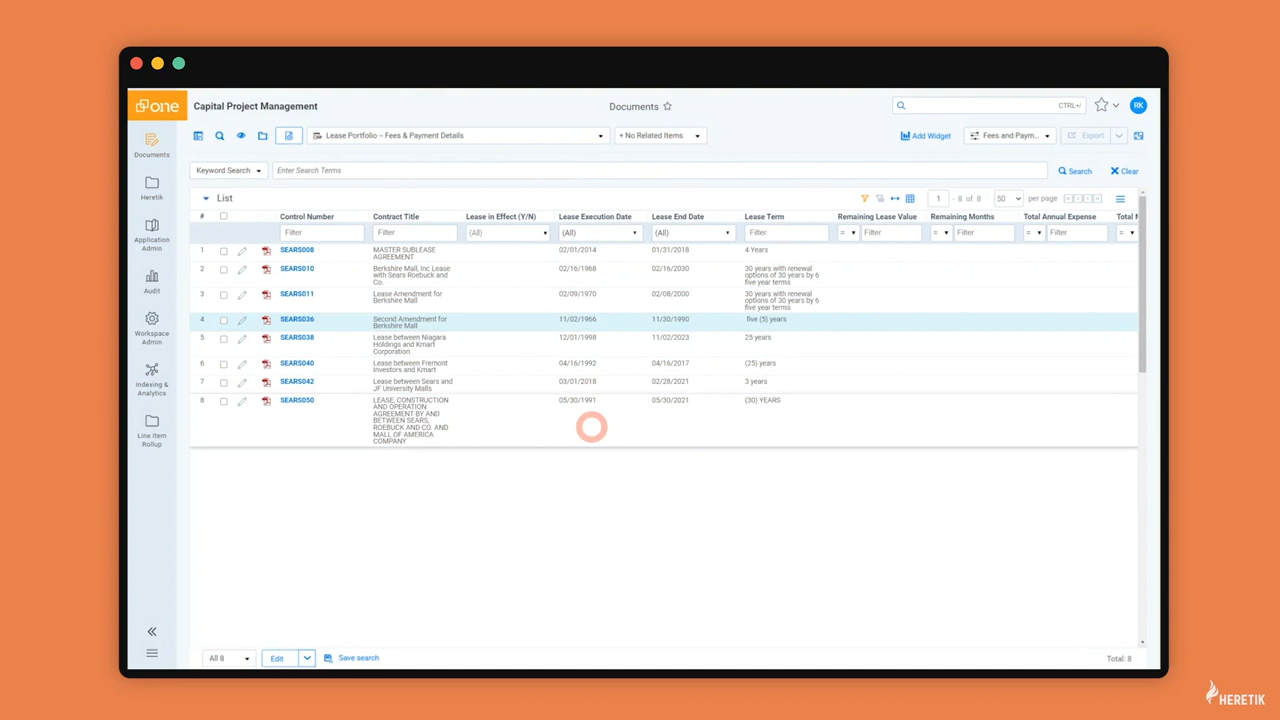 one
Capital Project Management
Documents
CTRL+/
RK
Lease Portfolio – Fees & Payment Details
+ No Related Items
Add Widget
Fees and Paym...
Export
Keyword Search
Enter Search Terms
Search
Clear
Documents
Heretik
Application
Admin
Audit
Workspace
Admin
Indexing &
Analytics
Line Item
Rollup
List
1 - 8 of 8 50 per page
# Control Number Contract Title Lease in Effect (Y/N) Lease Execution Date Lease End Date Lease Term Remaining Lease Value Remaining Months Total Annual Expense Total
Filter Filter (All) (All) (All) Filter = Filter = Filter = Filter =
1 SEARS008 MASTER SUBLEASE 02/01/2014 01/31/2018 4 Years
AGREEMENT
2 SEARS010 Berkshire Mall, Inc Lease 02/16/1968 02/16/2030 30 years with renewal
with Sears Roebuck and options of 30 years by 6
Co. five year terms
3 SEARS011 Lease Amendment for 02/09/1970 02/08/2000 30 years with renewal
Berkshire Mall options of 30 years by 6
five year terms
4 SEARS036 Second Amendment for 11/02/1966 11/30/1990 five (5) years
Berkshire Mall
5 SEARS038 Lease between Niagara 12/01/1998 11/02/2023 25 years
Holdings and Kmart
Corporation
6 SEARS040 Lease between Fremont 04/16/1992 04/16/2017 (25) years
Investors and Kmart
7 SEARS042 Lease between Sears and 03/01/2018 02/28/2021 3 years
JF University Malls
8 SEARS050 LEASE, CONSTRUCTION 05/30/1991 05/30/2021 (30) YEARS
AND OPERATION
AGREEMENT BY AND
BETWEEN SEARS,
ROEBUCK AND CO. AND
MALL OF AMERICA
COMPANY
All 8
Edit
Save search
Total: 8
HERETIK